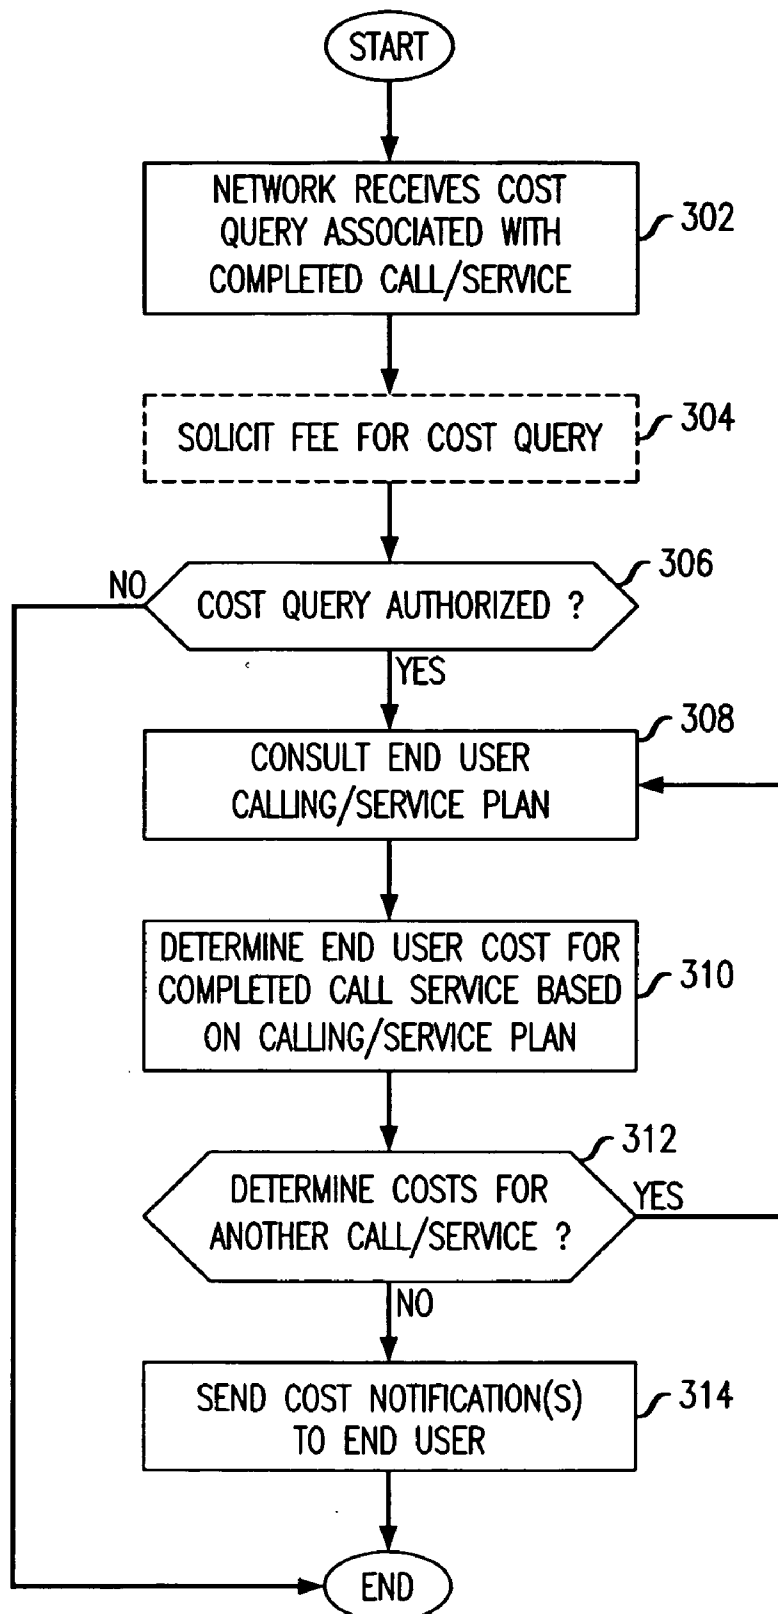 START
NETWORK RECEIVES COST
QUERY ASSOCIATED WITH
COMPLETED CALL/SERVICE
302
SOLICIT FEE FOR COST QUERY
304
306
NO
COST QUERY AUTHORIZED ?
YES
308
CONSULT END USER
CALLING/SERVICE PLAN
DETERMINE END USER COST FOR
COMPLETED CALL SERVICE BASED
ON CALLING/SERVICE PLAN
310
312
DETERMINE COSTS FOR
ANOTHER CALL/SERVICE ?
YES
NO
SEND COST NOTIFICATION(S)
TO END USER
314
END